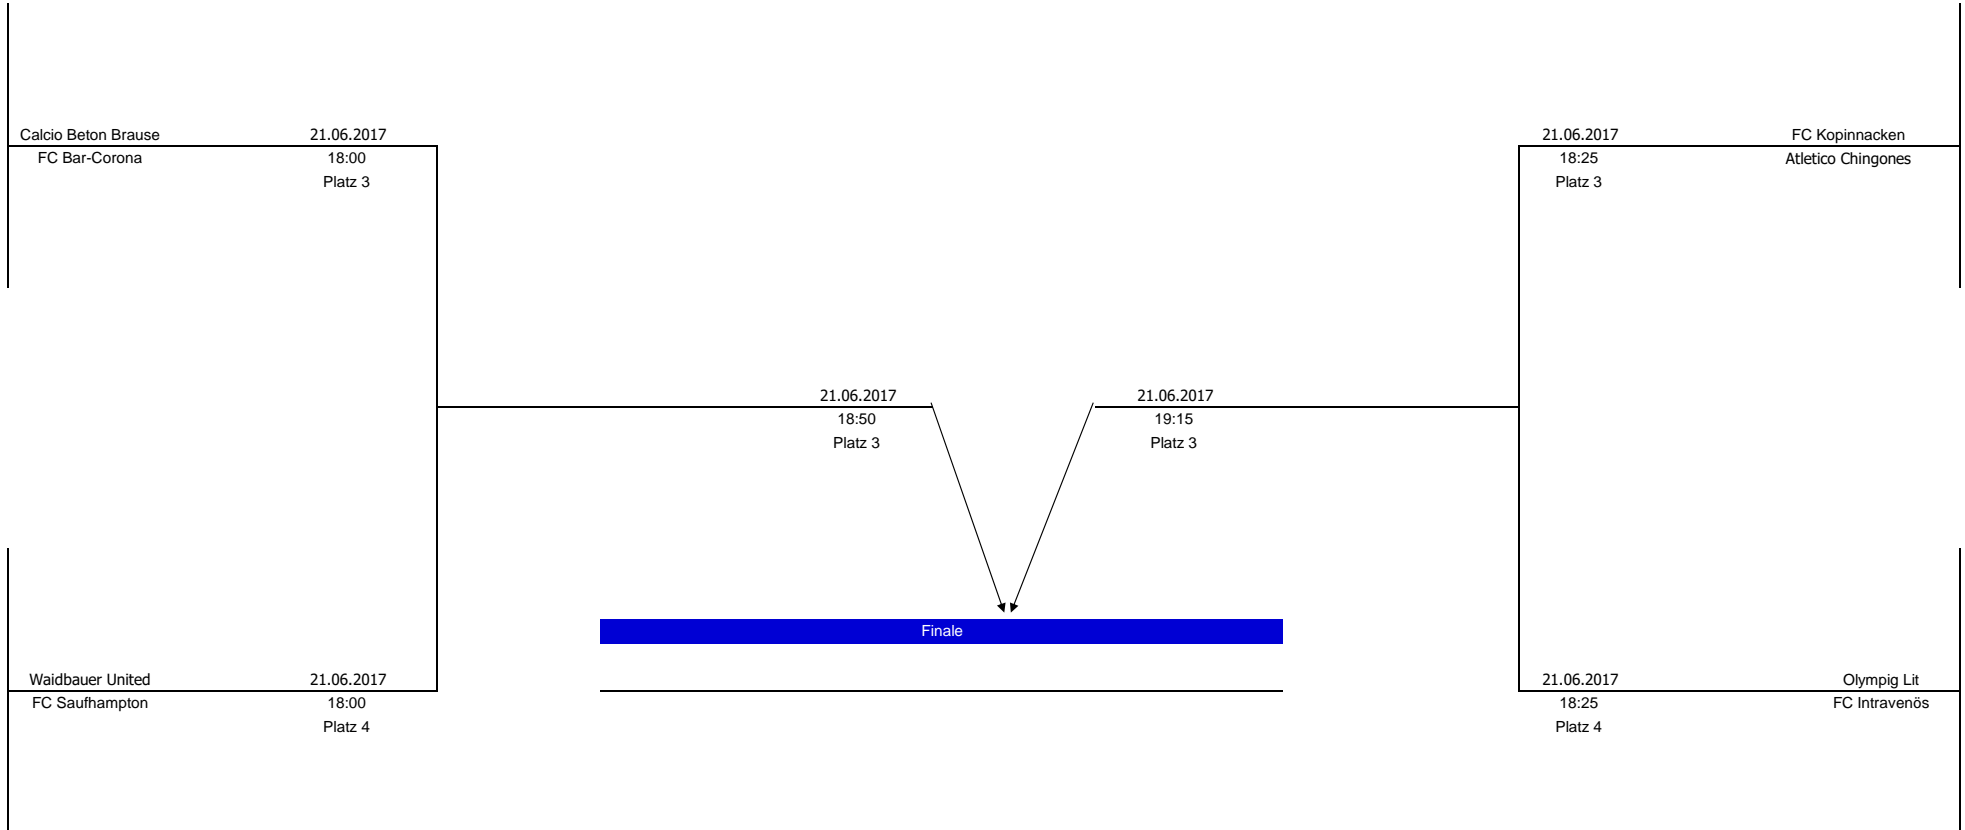 Calcio Beton Brause 21.06.2017
FC Bar-Corona 18:00
Platz 3
21.06.2017 FC Kopinnacken
18:25 Atletico Chingones
Platz 3
21.06.2017
18:50
Platz 3
21.06.2017
19:15
Platz 3
Finale
Waidbauer United 21.06.2017
FC Saufhampton 18:00
Platz 4
21.06.2017 Olympig Lit
18:25 FC Intravenös
Platz 4